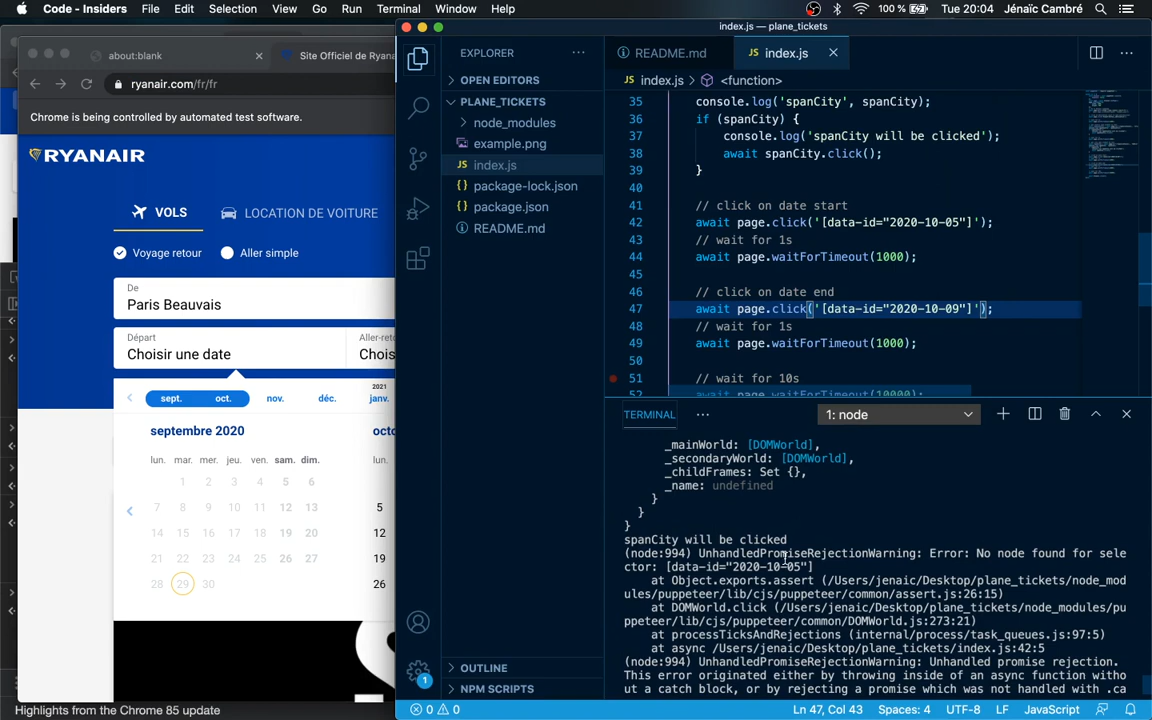 Code - Insiders File Edit Selection View Go Run Terminal Window Help 100 % Tue 20:04 Jénaïc Cambré
index.js — plane_tickets
about:blank
Site Officiel de Ryana
ryanair.com/fr/fr
Chrome is being controlled by automated test software.
RYANAIR
VOLS
LOCATION DE VOITURE
Voyage retour
Aller simple
De
Paris Beauvais
Départ
Choisir une date
Aller-ret
Chois
sept. oct. nov. déc. 2021 janv.
septembre 2020
octo
lun. mar. mer. jeu. ven. sam. dim.
lun.
1 2 3 4 5 6
7 8 9 10 11 12 13
5
14 15 16 17 18 19 20
12
21 22 23 24 25 26 27
19
28 29 30
26
Highlights from the Chrome 85 update
EXPLORER
OPEN EDITORS
PLANE_TICKETS
node_modules
example.png
JS index.js
{} package-lock.json
{} package.json
README.md
OUTLINE
NPM SCRIPTS
1
README.md
JS index.js
JS index.js > <function>
35 console.log('spanCity', spanCity);
36 if (spanCity) {
37 console.log('spanCity will be clicked');
38 await spanCity.click();
39 }
40
41 // click on date start
42 await page.click('[data-id="2020-10-05"]');
43 // wait for 1s
44 await page.waitForTimeout(1000);
45
46 // click on date end
47 await page.click('[data-id="2020-10-09"]');
48 // wait for 1s
49 await page.waitForTimeout(1000);
50
51 // wait for 10s
52 await page.waitForTimeout(10000);
TERMINAL
1: node
_mainWorld: [DOMWorld],
_secondaryWorld: [DOMWorld],
_childFrames: Set {},
_name: undefined
}
}
}
spanCity will be clicked
(node:994) UnhandledPromiseRejectionWarning: Error: No node found for sele
ctor: [data-id="2020-10-05"]
at Object.exports.assert (/Users/jenaic/Desktop/plane_tickets/node_mod
ules/puppeteer/lib/cjs/puppeteer/common/assert.js:26:15)
at DOMWorld.click (/Users/jenaic/Desktop/plane_tickets/node_modules/pu
ppeteer/lib/cjs/puppeteer/common/DOMWorld.js:273:21)
at processTicksAndRejections (internal/process/task_queues.js:97:5)
at async /Users/jenaic/Desktop/plane_tickets/index.js:42:5
(node:994) UnhandledPromiseRejectionWarning: Unhandled promise rejection.
This error originated either by throwing inside of an async function witho
ut a catch block, or by rejecting a promise which was not handled with .ca
0 0
Ln 47, Col 43
Spaces: 4
UTF-8
LF
JavaScript